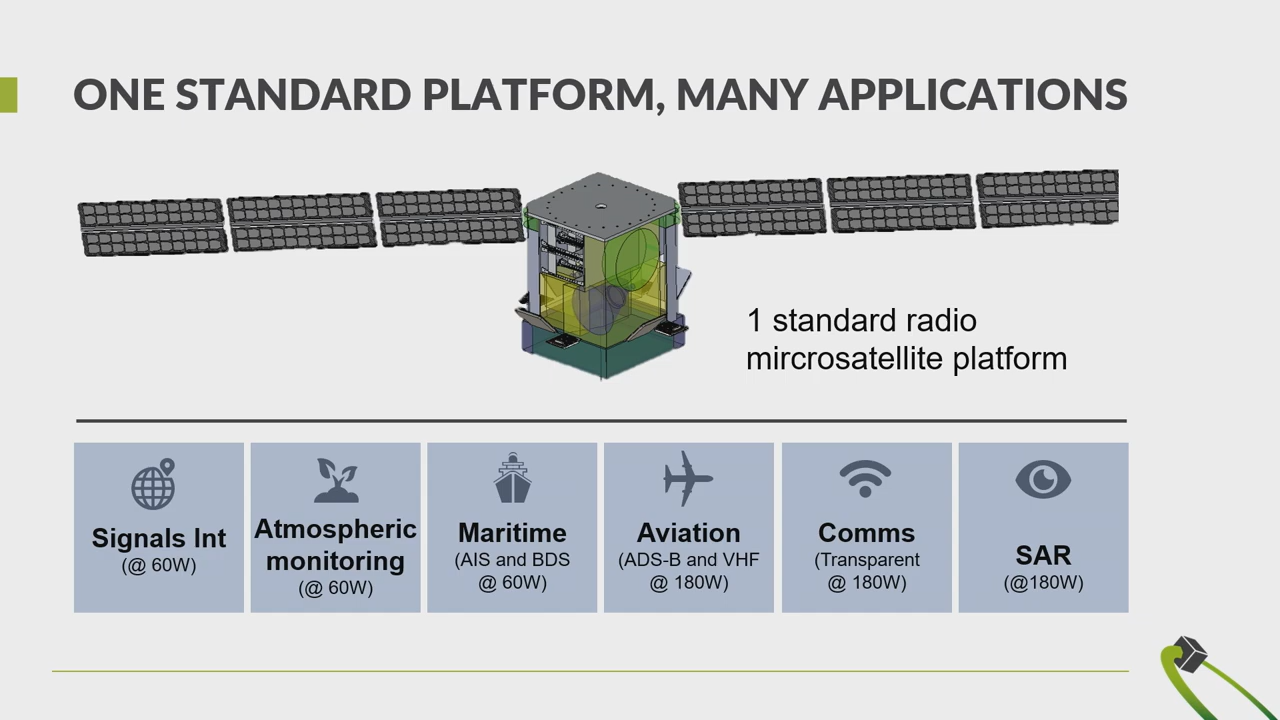 ONE STANDARD PLATFORM, MANY APPLICATIONS
1 standard radio
mircrosatellite platform
Signals Int
(@ 60W)
Atmospheric
monitoring
(@ 60W)
Maritime
(AIS and BDS
@ 60W)
Aviation
(ADS-B and VHF
@ 180W)
Comms
(Transparent
@ 180W)
SAR
(@180W)